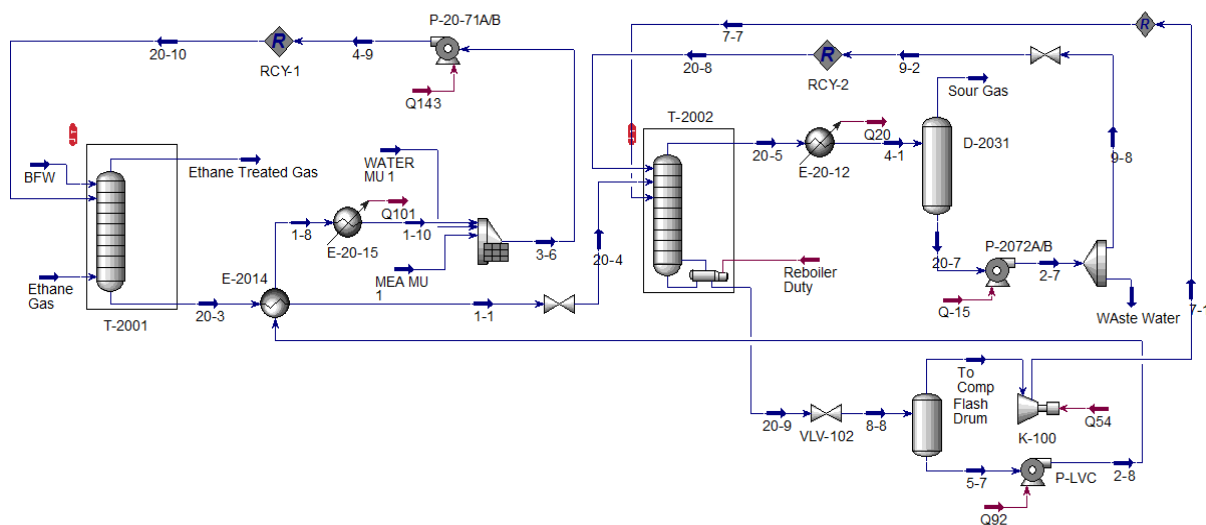 P-20-71A/B
20-10
4-9
RCY-1
Q143
7-7
R
20-8
9-2
RCY-2
Sour Gas
T-2002
Q20
D-2031
20-5
4-1
E-20-12
9-8
BFW
Ethane Treated Gas
WATER
MU 1
Q101
1-8
1-10
E-20-15
3-6
20-4
MEA MU
1
Ethane
Gas
E-2014
20-3
1-1
T-2001
Reboiler
Duty
20-7
P-2072A/B
2-7
Q-15
WAste Water
7-1
To
Comp
Flash
Drum
20-9
8-8
VLV-102
K-100
Q54
5-7
P-LVC
2-8
Q92